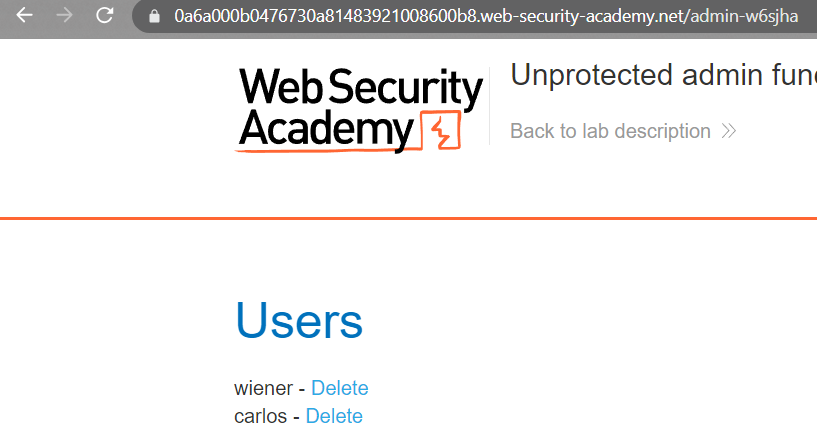 0a6a000b0476730a81483921008600b8.web-security-academy.net/admin-w6sjha
Web Security
Academy
Unprotected admin func
Back to lab description
Users
wiener - Delete
carlos - Delete